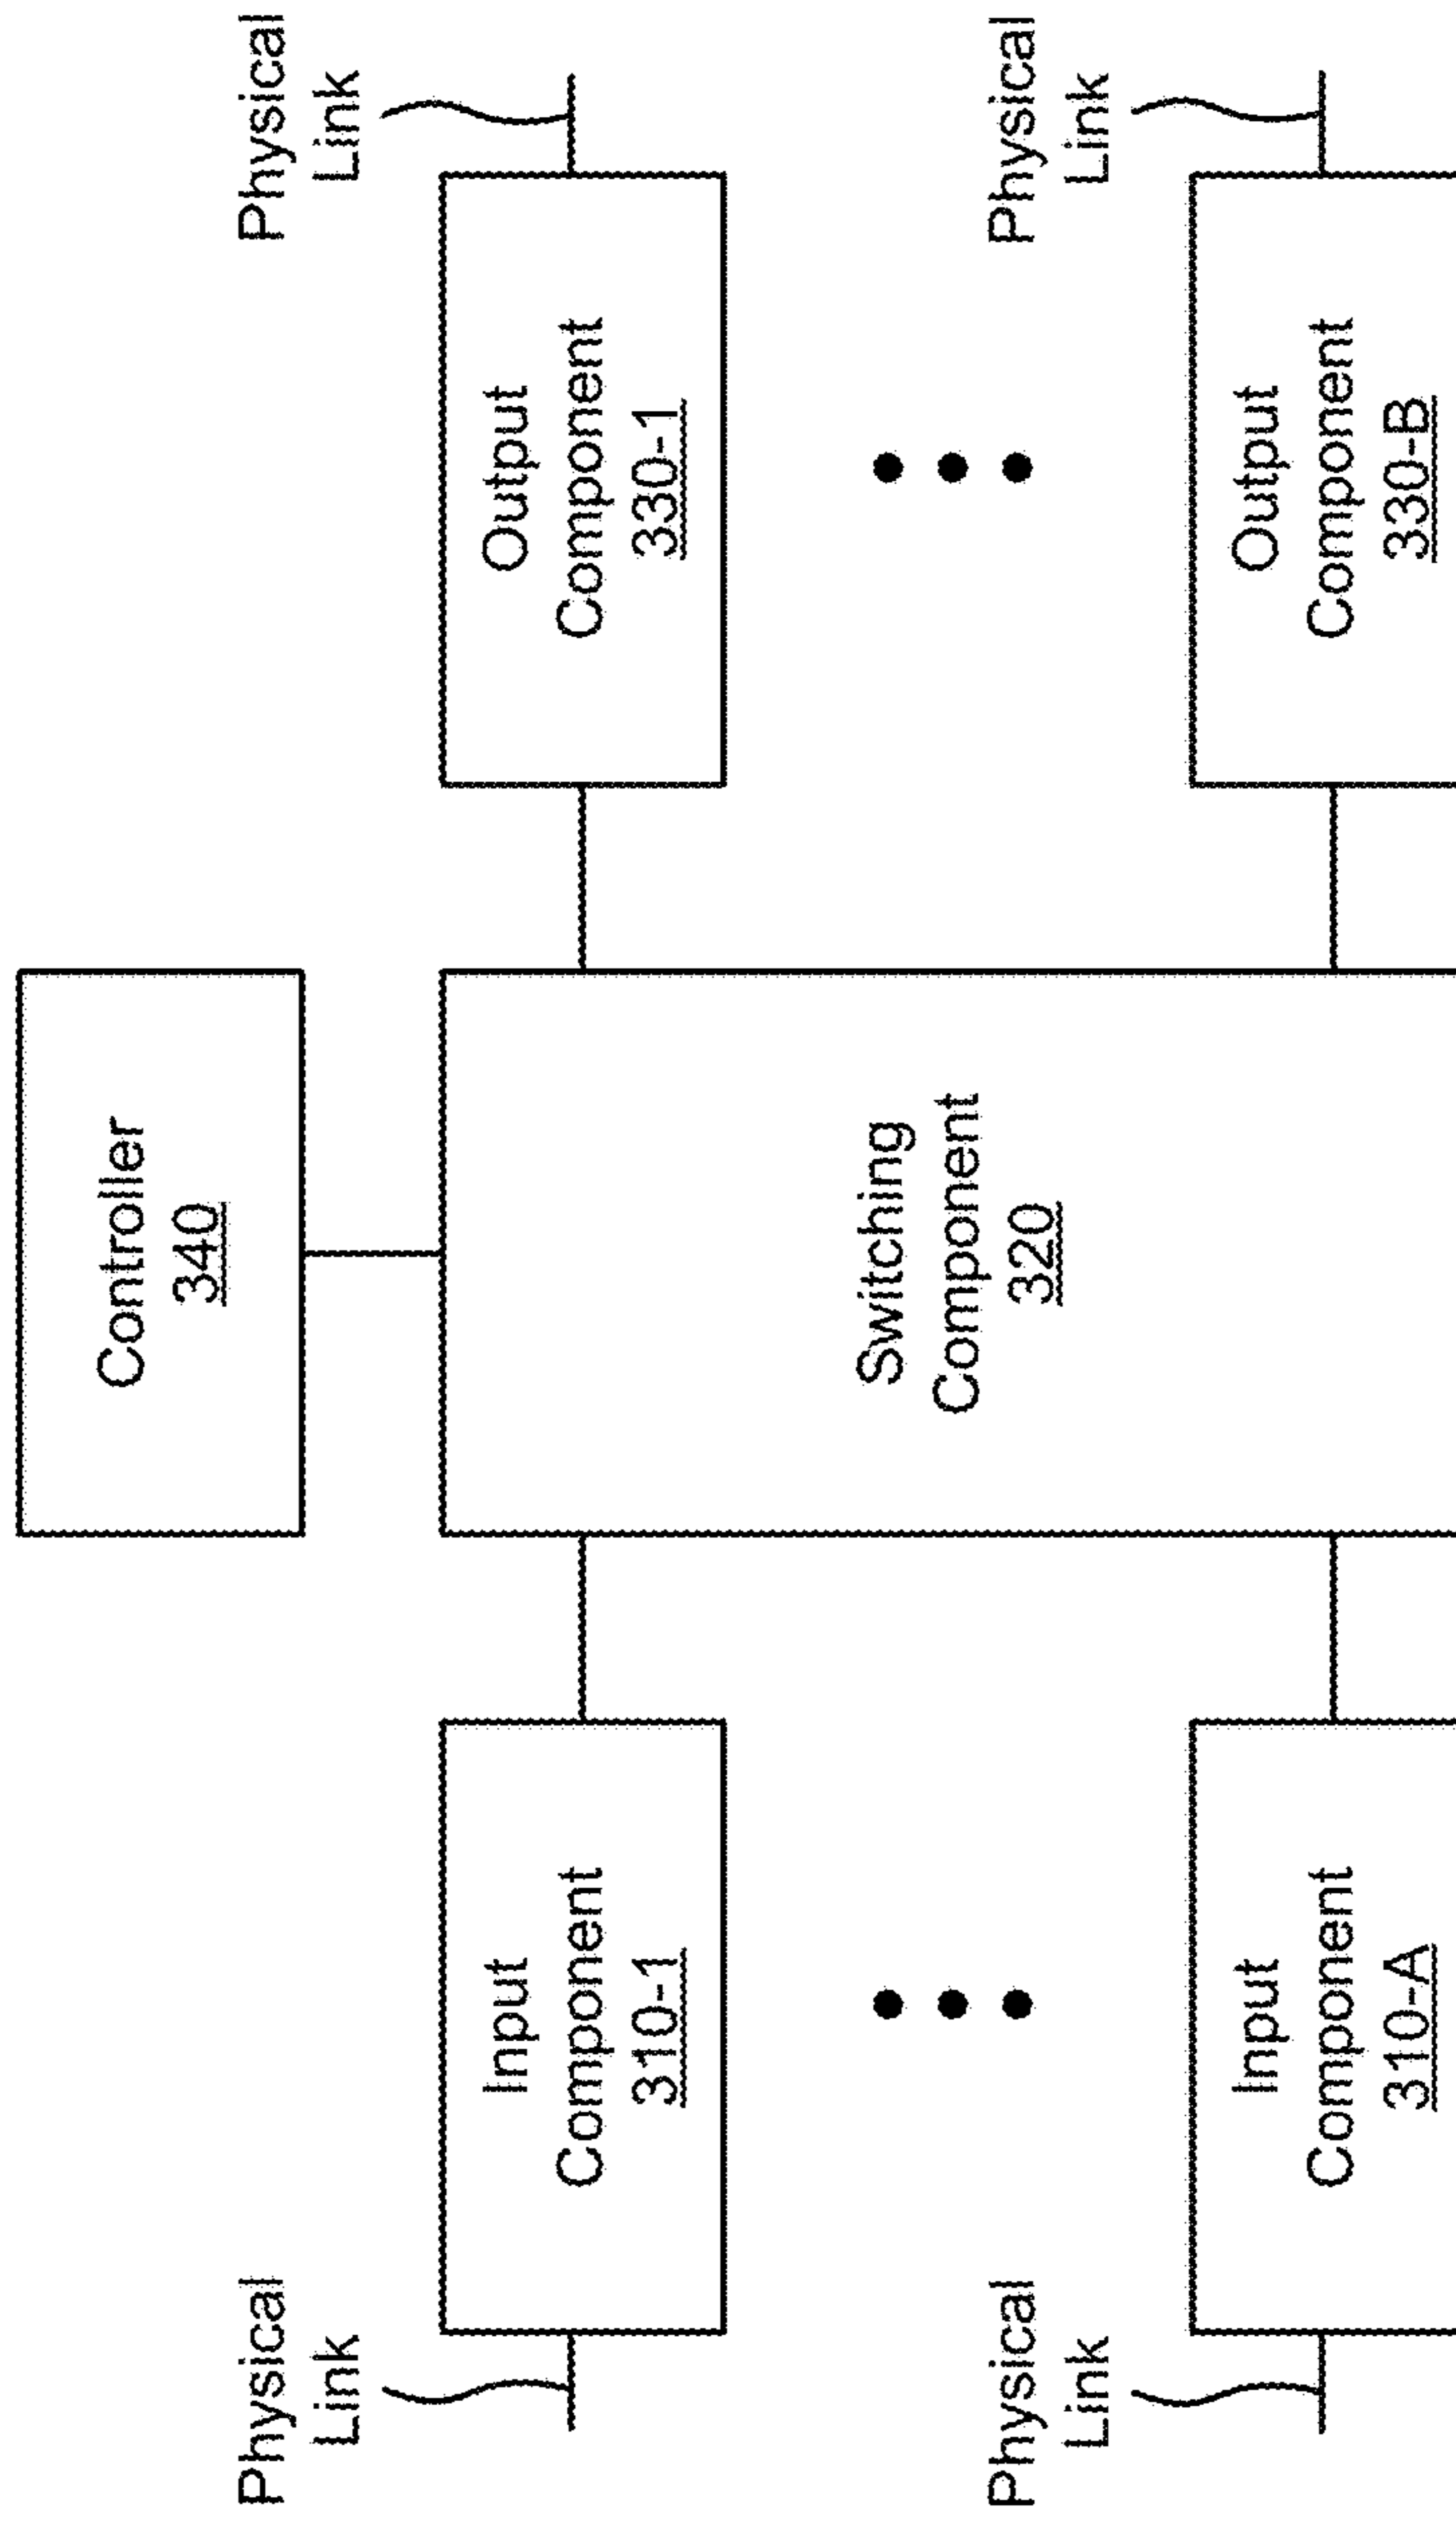 Controller
340
Physical
Link
Input
Component
310-1
Switching
Component
320
Output
Component
330-1
Physical
Link
Physical
Link
Input
Component
310-A
Output
Component
330-B
Physical
Link